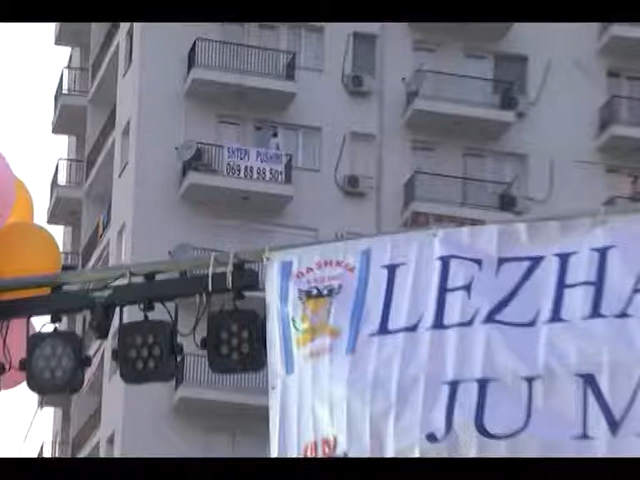 SHTEPI PUSHIMI
069 88 98 501
BASHKIA
LEZHA
JU M